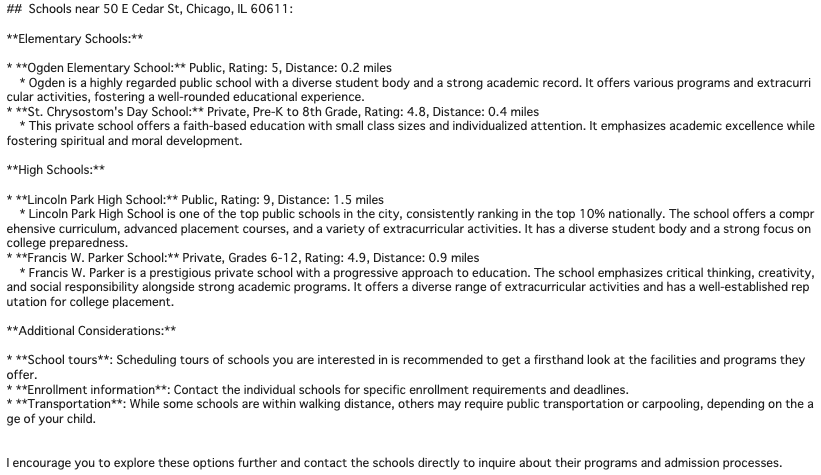 ##  Schools near 50 E Cedar St, Chicago, IL 60611:
**Elementary Schools:**
* **Ogden Elementary School:** Public, Rating: 5, Distance: 0.2 miles
    * Ogden is a highly regarded public school with a diverse student body and a strong academic record. It offers various programs and extracurri
cular activities, fostering a well-rounded educational experience.
* **St. Chrysostom's Day School:** Private, Pre-K to 8th Grade, Rating: 4.8, Distance: 0.4 miles
    * This private school offers a faith-based education with small class sizes and individualized attention. It emphasizes academic excellence while
fostering spiritual and moral development.
**High Schools:**
* **Lincoln Park High School:** Public, Rating: 9, Distance: 1.5 miles
    * Lincoln Park High School is one of the top public schools in the city, consistently ranking in the top 10% nationally. The school offers a compr
ehensive curriculum, advanced placement courses, and a variety of extracurricular activities. It has a diverse student body and a strong focus on
college preparedness.
* **Francis W. Parker School:** Private, Grades 6-12, Rating: 4.9, Distance: 0.9 miles
    * Francis W. Parker is a prestigious private school with a progressive approach to education. The school emphasizes critical thinking, creativity,
and social responsibility alongside strong academic programs. It offers a diverse range of extracurricular activities and has a well-established rep
utation for college placement.
**Additional Considerations:**
* **School tours**: Scheduling tours of schools you are interested in is recommended to get a firsthand look at the facilities and programs they
offer.
* **Enrollment information**: Contact the individual schools for specific enrollment requirements and deadlines.
* **Transportation**: While some schools are within walking distance, others may require public transportation or carpooling, depending on the a
ge of your child.
I encourage you to explore these options further and contact the schools directly to inquire about their programs and admission processes.